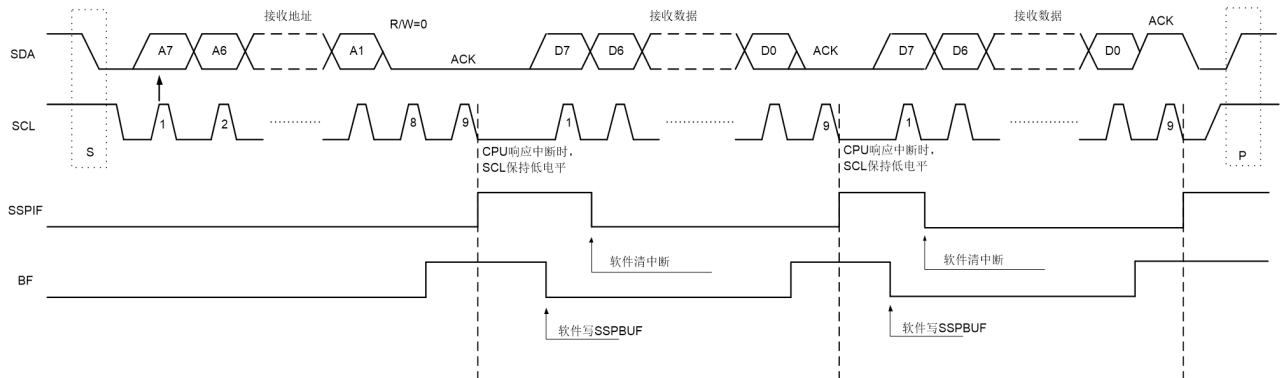 接收地址
R/W=0
接收数据
接收数据
ACK
SDA
A7
A6
A1
ACK
D7
D6
D0
ACK
D7
D6
D0
SCL
1
2
8
9
1
9
1
9
S
CPU响应中断时，
SCL保持低电平
CPU响应中断时，
SCL保持低电平
P
SSPIF
软件清中断
软件清中断
BF
软件写SSPBUF
软件写SSPBUF